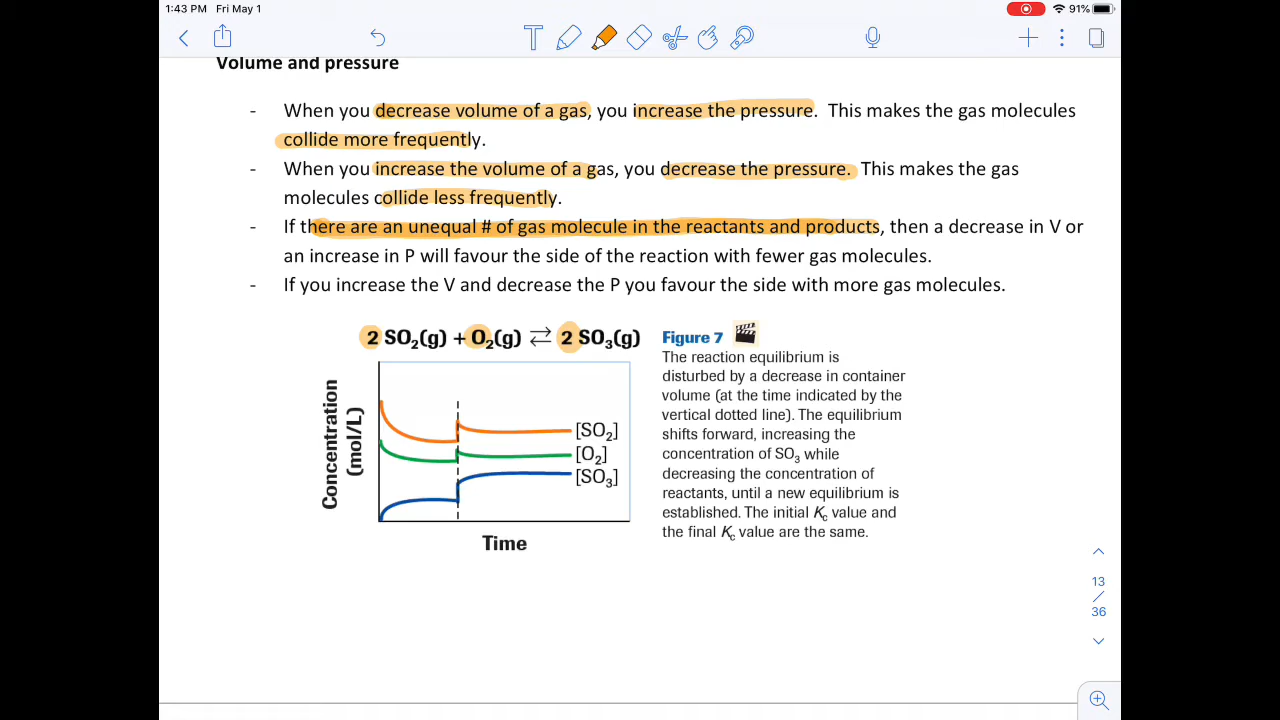 1:43 PM Fri May 1
91%
T
Volume and pressure
- When you decrease volume of a gas, you increase the pressure. This makes the gas molecules
collide more frequently.
- When you increase the volume of a gas, you decrease the pressure. This makes the gas
molecules collide less frequently.
- If there are an unequal # of gas molecule in the reactants and products, then a decrease in V or
an increase in P will favour the side of the reaction with fewer gas molecules.
- If you increase the V and decrease the P you favour the side with more gas molecules.
2 SO₂(g) + O₂(g) ⇄ 2 SO₃(g)
Concentration
(mol/L)
[SO₂]
[O₂]
[SO₃]
Time
Figure 7
The reaction equilibrium is
disturbed by a decrease in container
volume (at the time indicated by the
vertical dotted line). The equilibrium
shifts forward, increasing the
concentration of SO₃ while
decreasing the concentration of
reactants, until a new equilibrium is
established. The initial Kc value and
the final Kc value are the same.
13
/
36